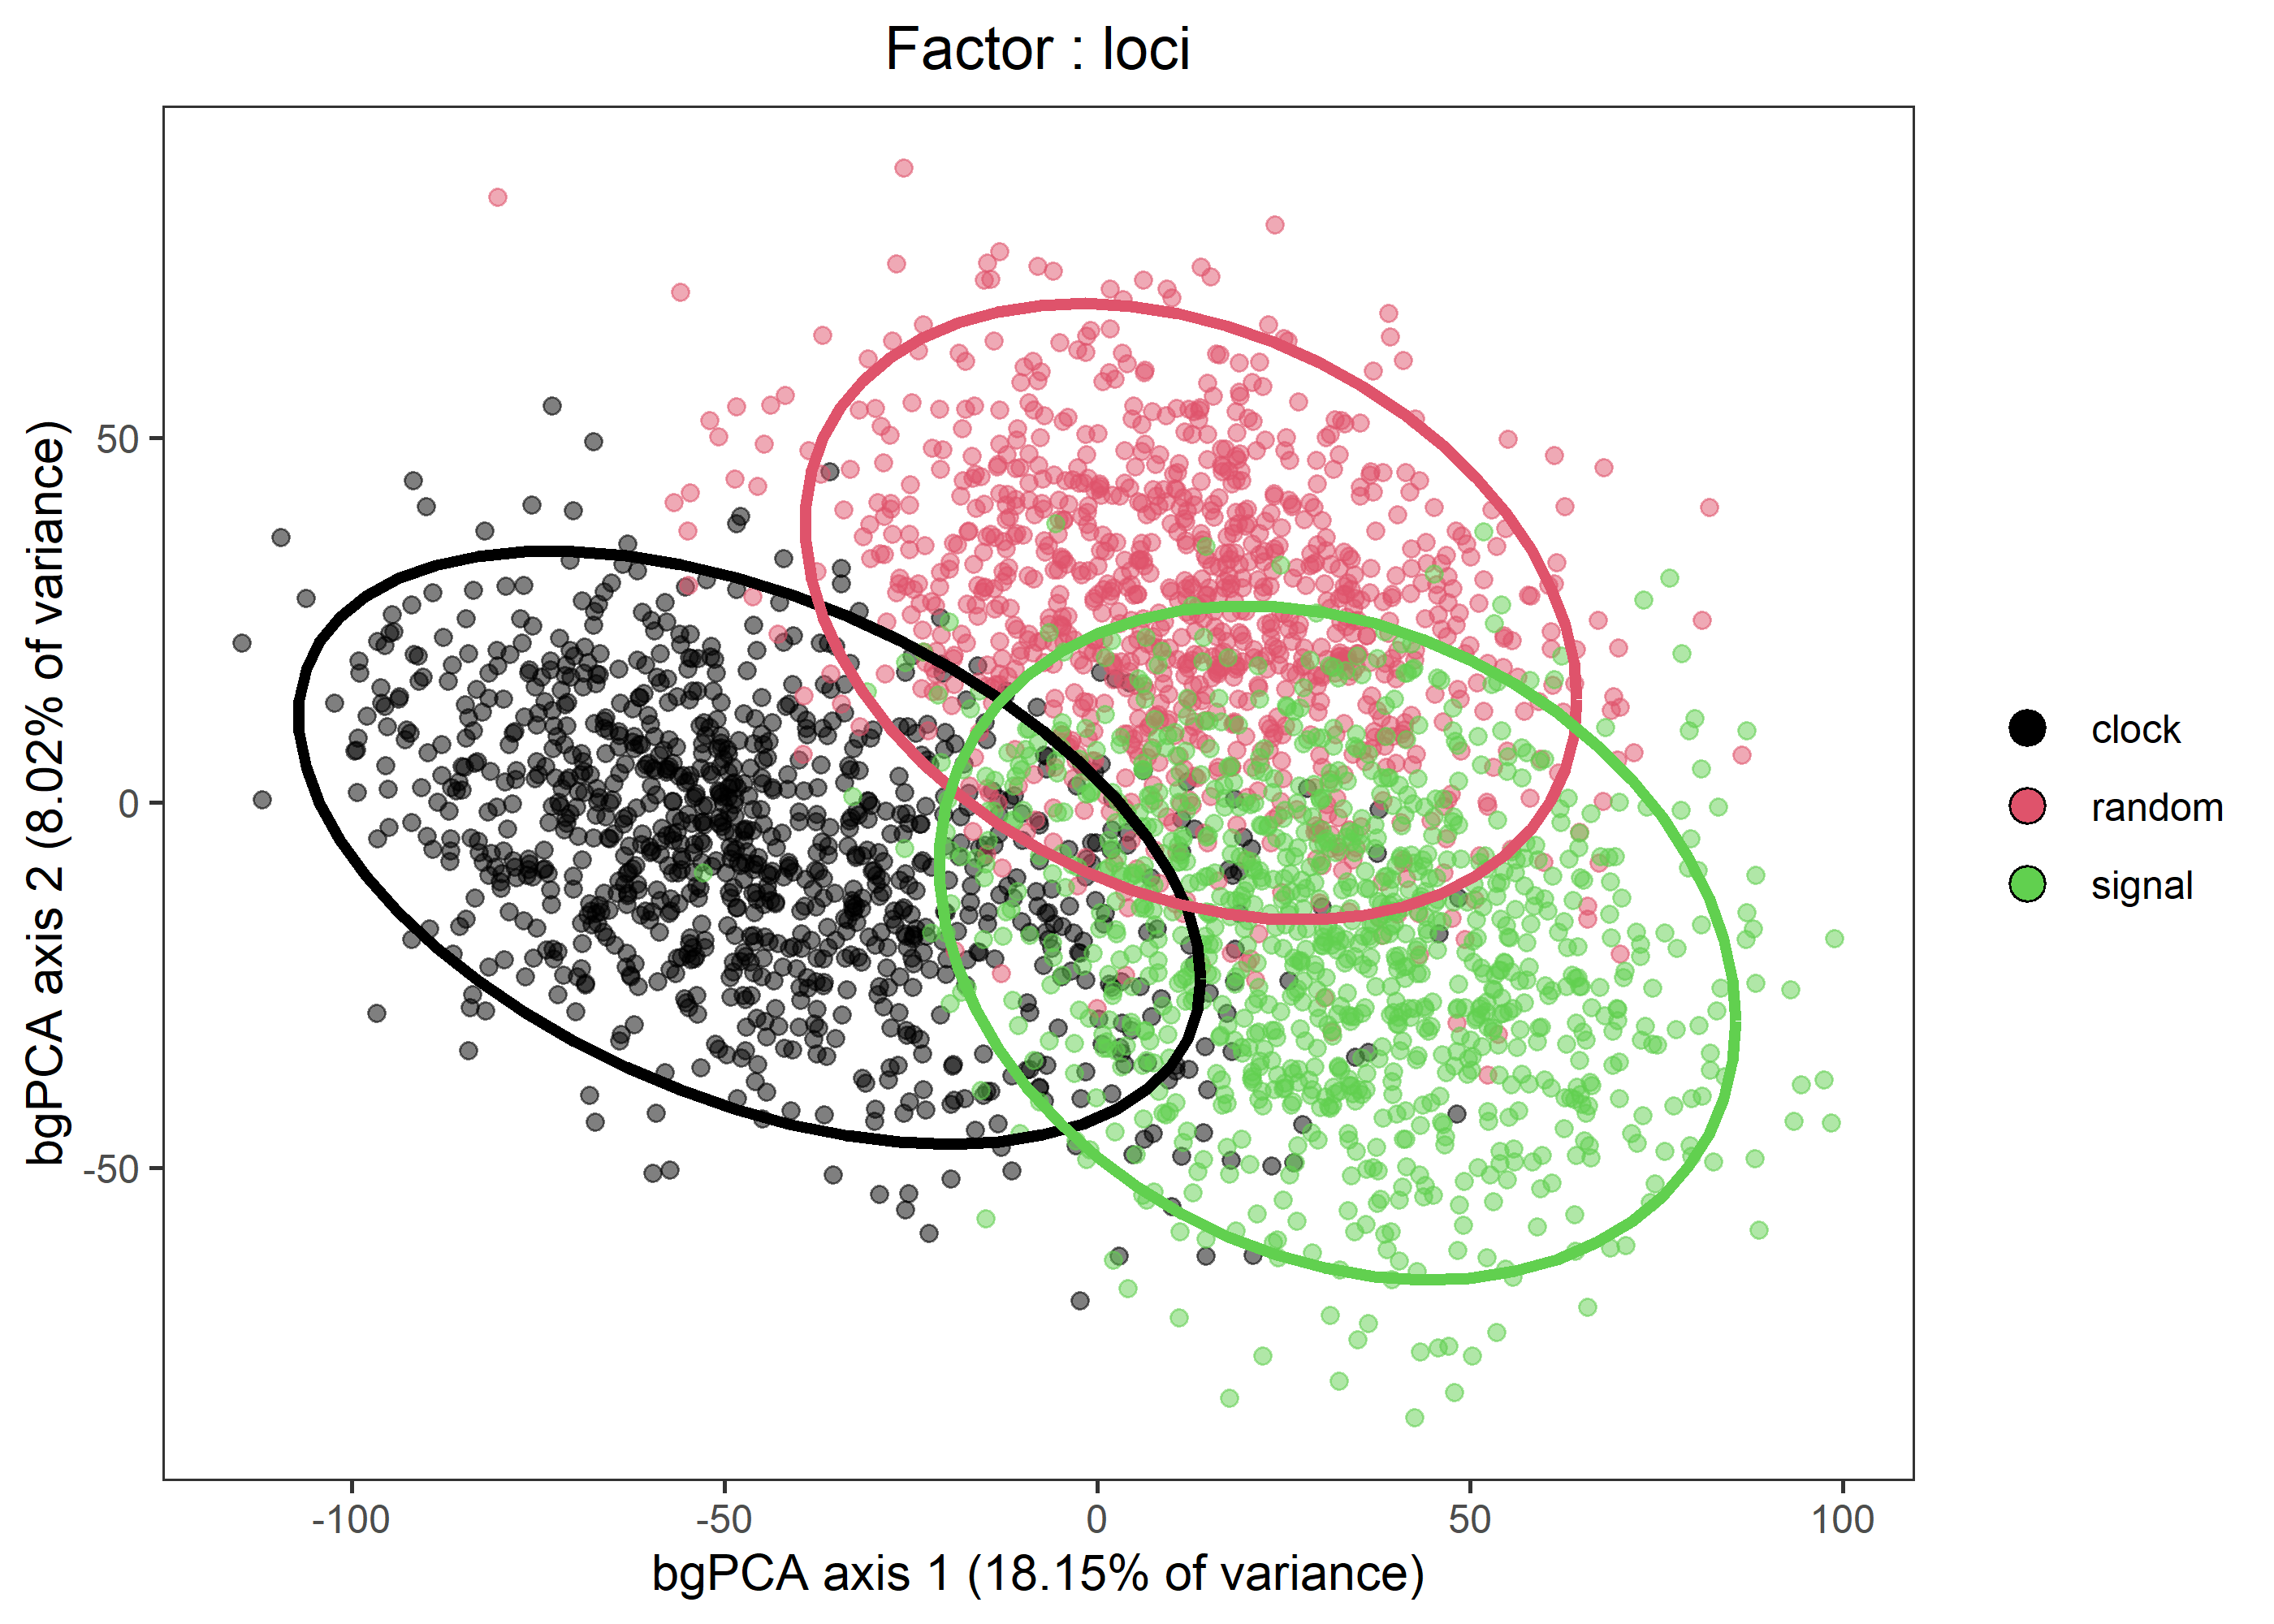 Factor : loci
bgPCA axis 2 (8.02% of variance)
50
0
-50
-100
-50
0
50
100
bgPCA axis 1 (18.15% of variance)
clock
random
signal